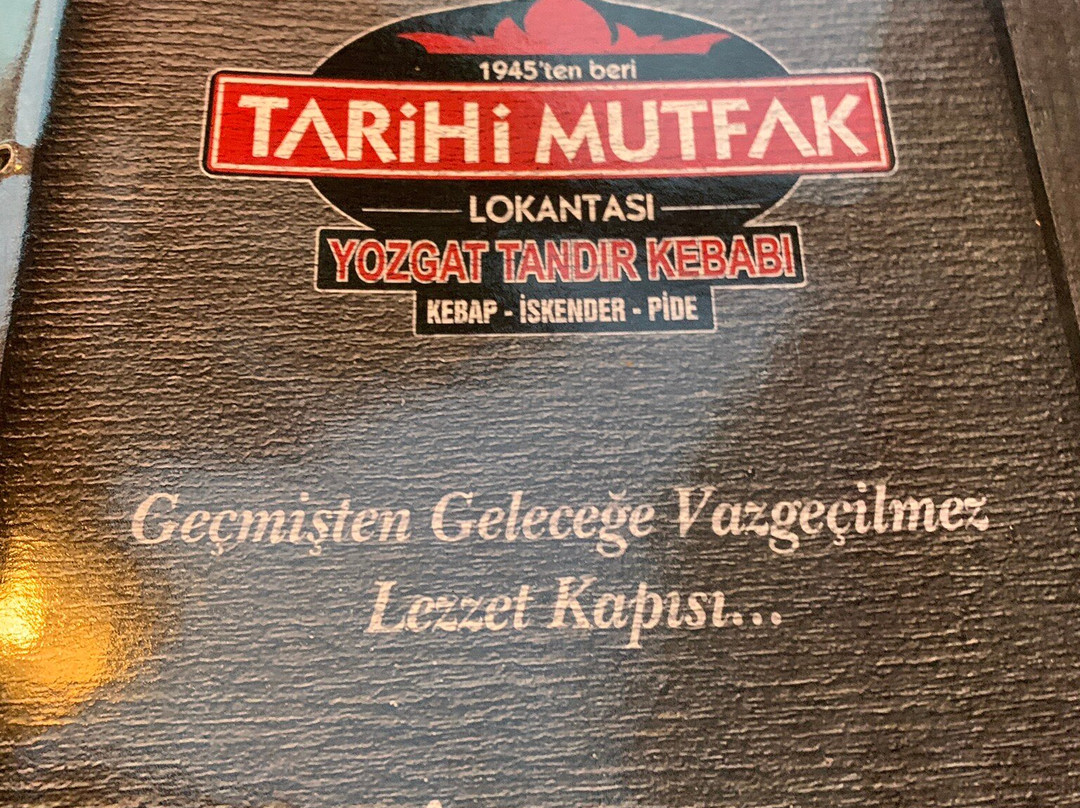 1945'ten beri
TARiHi MUTFAK
LOKANTASI
YOZGAT TANDIR KEBABI
KEBAP - İSKENDER - PİDE
Geçmişten Geleceğe Vazgeçilmez
Lezzet Kapısı...